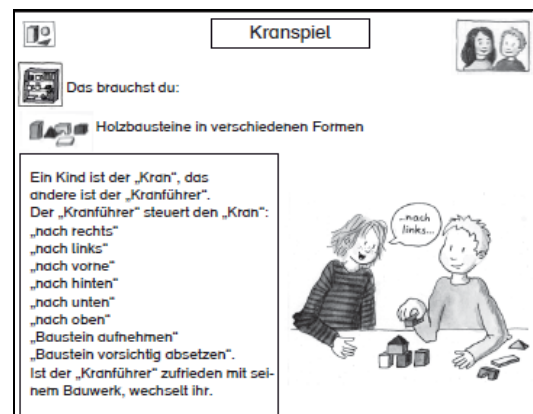 Kranspiel
Das brauchst du:
Holzbausteine in verschiedenen Formen
Ein Kind ist der „Kran“, das
andere ist der „Kranführer“.
Der „Kranführer“ steuert den „Kran“:
„nach rechts“
„nach links“
„nach vorne“
„nach hinten“
„nach unten“
„nach oben“
„Baustein aufnehmen“
„Baustein vorsichtig absetzen“.
Ist der „Kranführer“ zufrieden mit sei-
nem Bauwerk, wechselt ihr.
„nach
links...